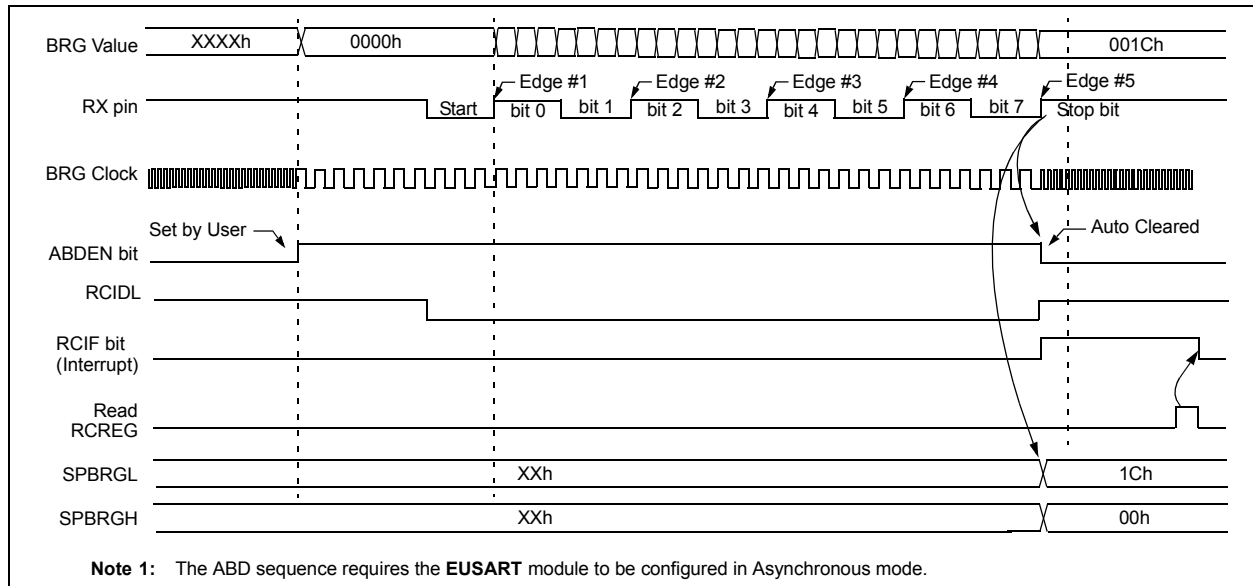 BRG Value XXXXh 0000h 001Ch
Edge #1 Edge #2 Edge #3 Edge #4 Edge #5
RX pin Start bit 0 bit 1 bit 2 bit 3 bit 4 bit 5 bit 6 bit 7 Stop bit
BRG Clock
Set by User Auto Cleared
ABDEN bit
RCIDL
RCIF bit
(Interrupt)
Read
RCREG
SPBRGL XXh 1Ch
SPBRGH XXh 00h
Note 1: The ABD sequence requires the EUSART module to be configured in Asynchronous mode.